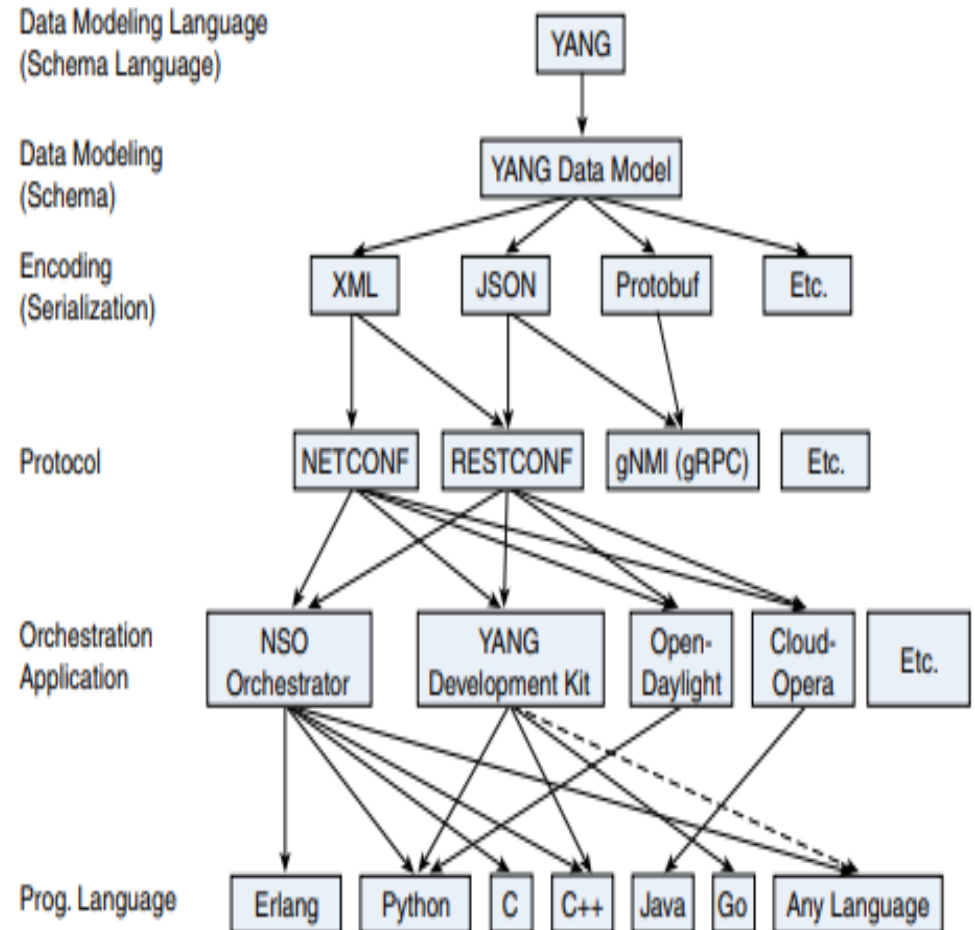 Data Modeling Language
(Schema Language)
YANG
Data Modeling
(Schema)
YANG Data Model
Encoding
(Serialization)
XML
JSON
Protobuf
Etc.
Protocol
NETCONF
RESTCONF
gNMI (gRPC)
Etc.
Orchestration
Application
NSO
Orchestrator
YANG
Development Kit
Open-
Daylight
Cloud-
Opera
Etc.
Prog. Language
Erlang
Python
C
C++
Java
Go
Any Language